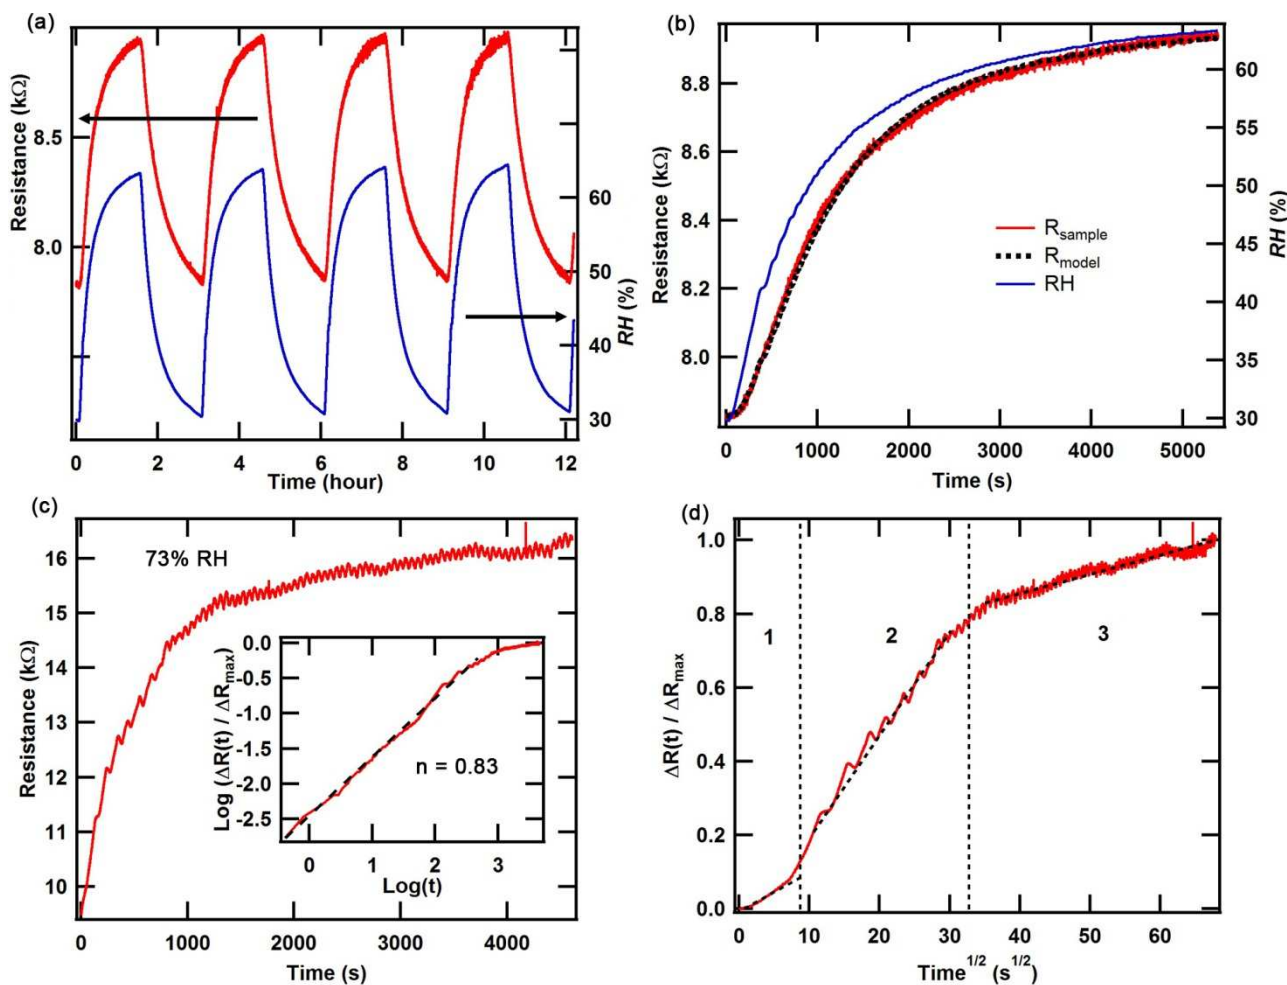 (a)
Resistance (kΩ)
8.5
8.0
60
50
40
30
RH (%)
0 2 4 6 8 10 12
Time (hour)
(b)
Resistance (kΩ)
8.8
8.6
8.4
8.2
8.0
60
55
50
45
40
35
30
RH (%)
R_sample
R_model
RH
0 1000 2000 3000 4000 5000
Time (s)
(c)
Resistance (kΩ)
16
15
14
13
12
11
10
73% RH
0 1000 2000 3000 4000
Time (s)
Log (ΔR(t) / ΔR_max)
0.0
-0.5
-1.0
-1.5
-2.0
-2.5
n = 0.83
0 1 2 3
Log(t)
(d)
ΔR(t) / ΔR_max
1.0
0.8
0.6
0.4
0.2
0.0
1 2 3
0 10 20 30 40 50 60
Time^1/2 (s^1/2)